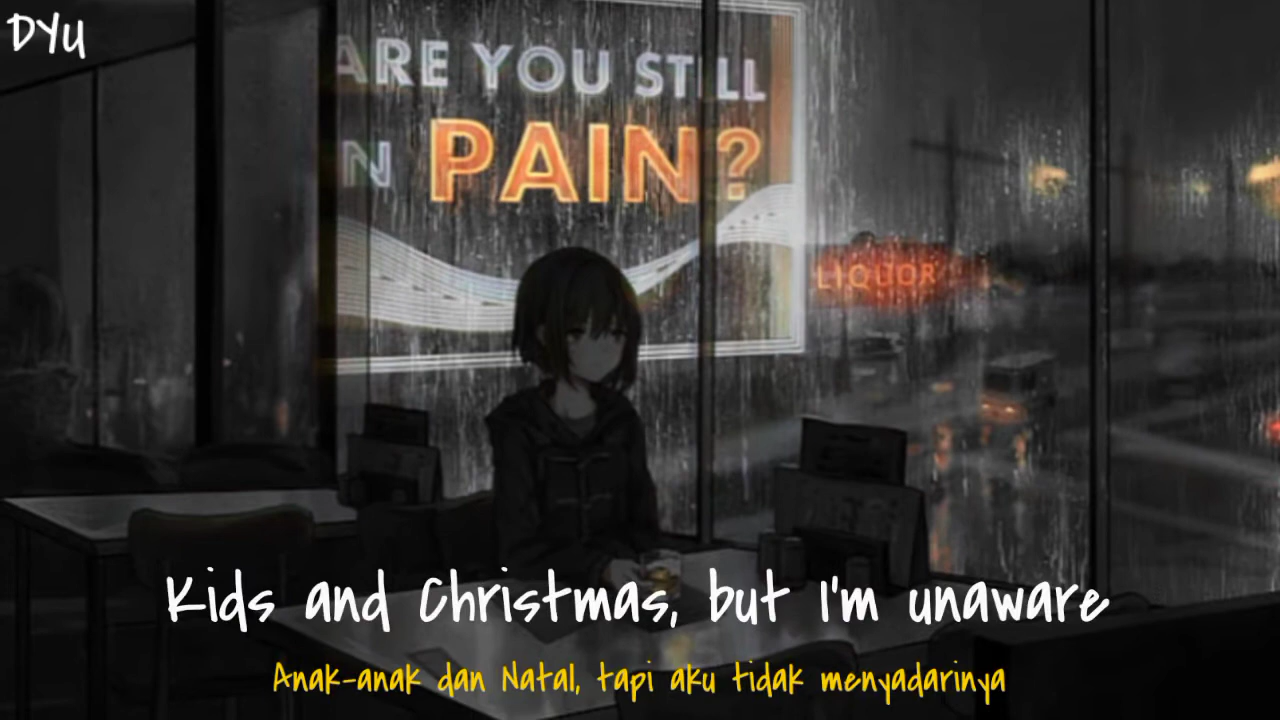 DYU
ARE YOU STILL
IN PAIN?
LIQUOR
Kids and Christmas, but I'm unaware
Anak-anak dan Natal, tapi aku tidak menyadarinya